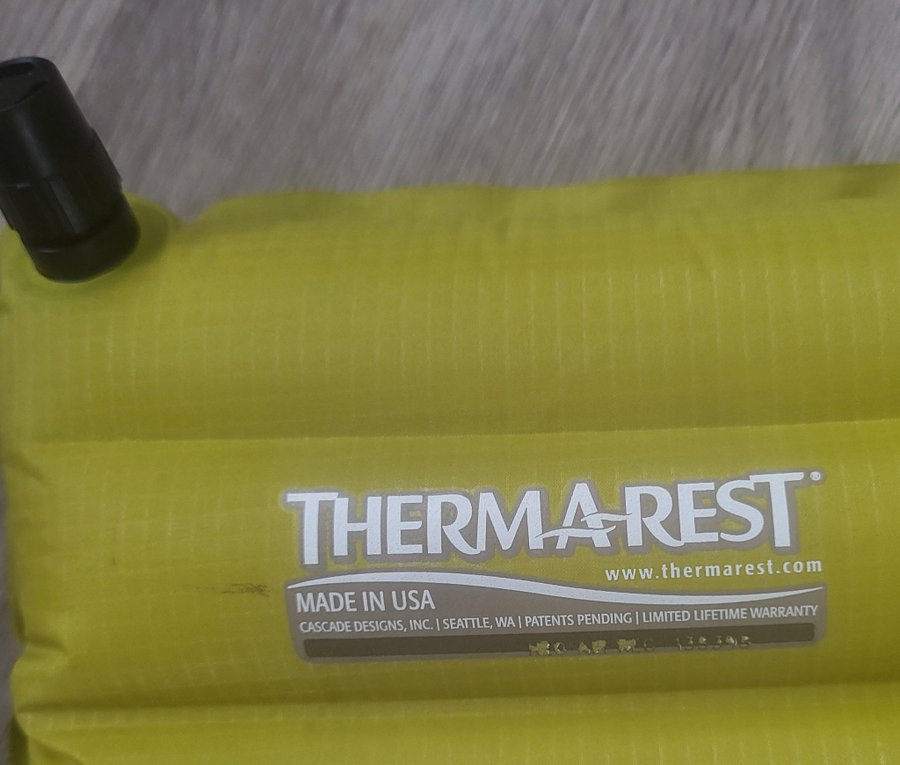 THERM-A-REST®
www.thermarest.com
MADE IN USA
CASCADE DESIGNS, INC. | SEATTLE, WA | PATENTS PENDING | LIMITED LIFETIME WARRANTY